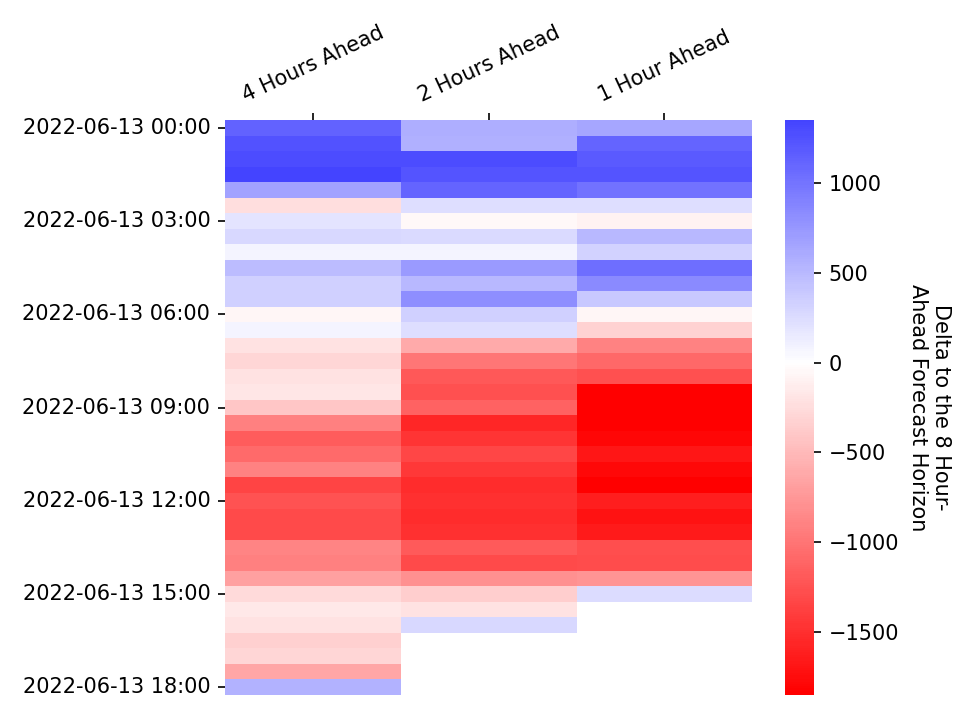 4 Hours Ahead
2 Hours Ahead
1 Hour Ahead
2022-06-13 00:00
2022-06-13 03:00
2022-06-13 06:00
2022-06-13 09:00
2022-06-13 12:00
2022-06-13 15:00
2022-06-13 18:00
1000
500
0
−500
−1000
−1500
Delta to the 8 Hour-
Ahead Forecast Horizon